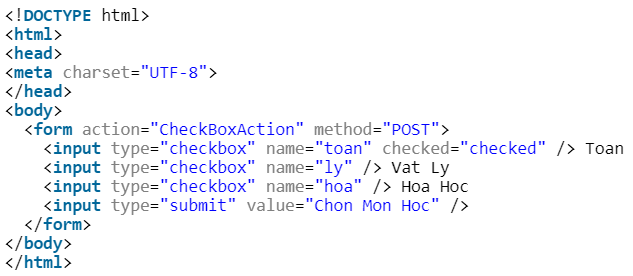 <!DOCTYPE html>
<html>
<head>
<meta charset="UTF-8">
</head>
<body>
  <form action="CheckBoxAction" method="POST">
    <input type="checkbox" name="toan" checked="checked" /> Toan
    <input type="checkbox" name="ly" /> Vat Ly
    <input type="checkbox" name="hoa" /> Hoa Hoc
    <input type="submit" value="Chon Mon Hoc" />
  </form>
</body>
</html>